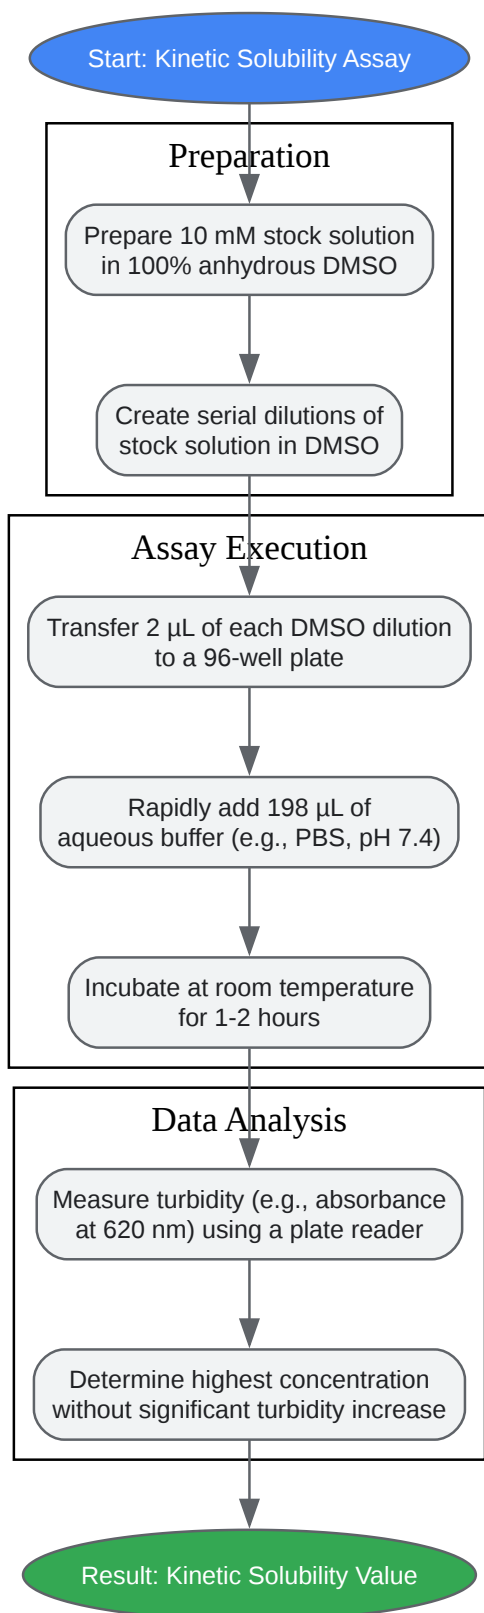 Start: Kinetic Solubility Assay
Preparation
Prepare 10 mM stock solution
in 100% anhydrous DMSO
Create serial dilutions of
stock solution in DMSO
Assay Execution
Transfer 2 µL of each DMSO dilution
to a 96-well plate
Rapidly add 198 µL of
aqueous buffer (e.g., PBS, pH 7.4)
Incubate at room temperature
for 1-2 hours
Data Analysis
Measure turbidity (e.g., absorbance
at 620 nm) using a plate reader
Determine highest concentration
without significant turbidity increase
Result: Kinetic Solubility Value